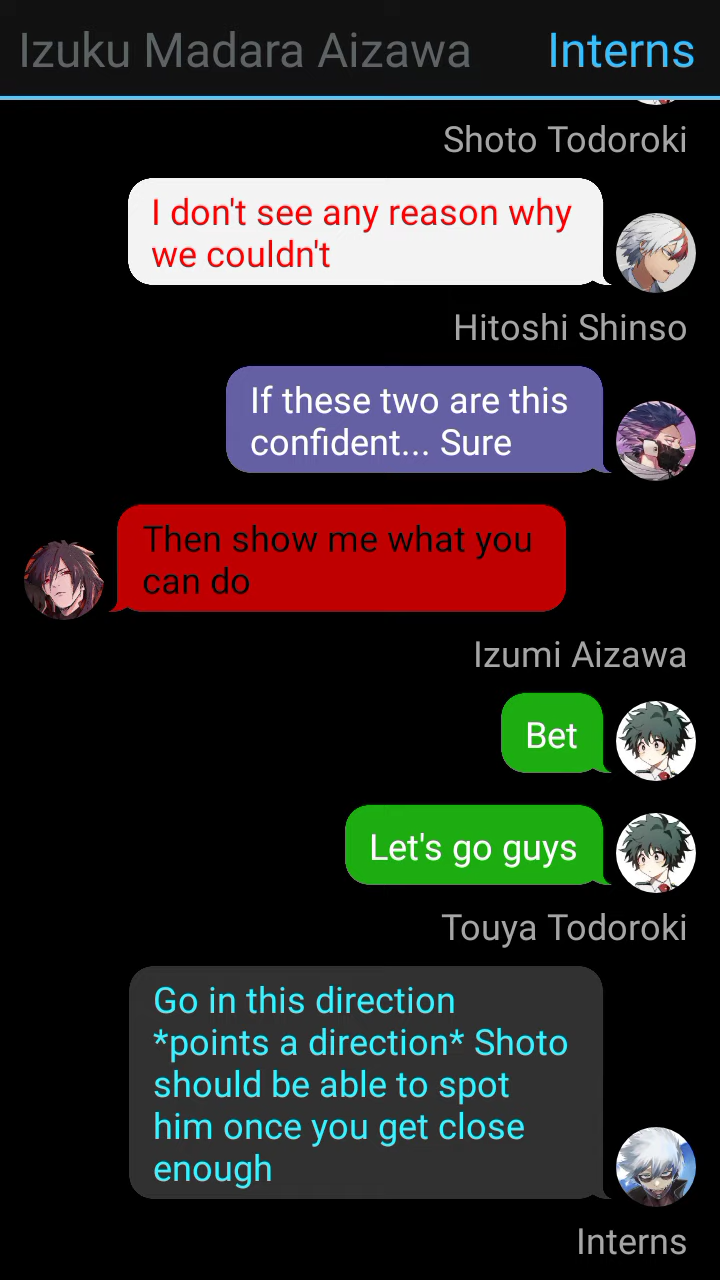 Izuku Madara Aizawa Interns
Shoto Todoroki
I don't see any reason why
we couldn't
Hitoshi Shinso
If these two are this
confident... Sure
Then show me what you
can do
Izumi Aizawa
Bet
Let's go guys
Touya Todoroki
Go in this direction
*points a direction* Shoto
should be able to spot
him once you get close
enough
Interns